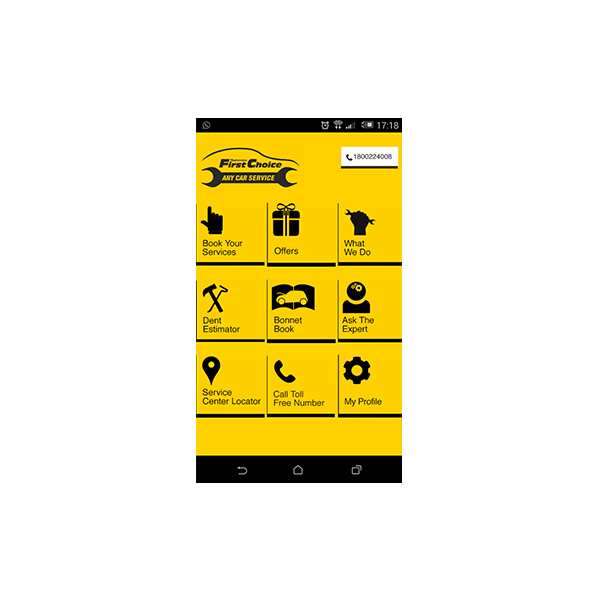 17:18
Mahindra
First Choice
ANY CAR SERVICE
1800224008
Book Your
Services
Offers
What
We Do
Dent
Estimator
Bonnet
Book
Ask The
Expert
Service
Center Locator
Call Toll
Free Number
My Profile